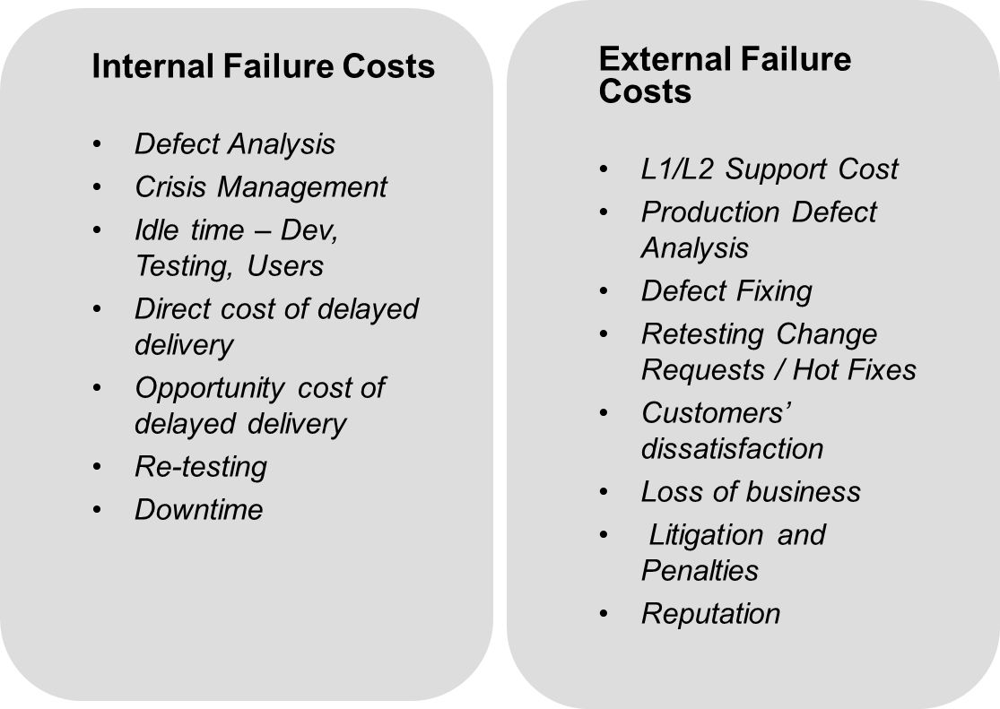 Internal Failure Costs
• Defect Analysis
• Crisis Management
• Idle time – Dev,
Testing, Users
• Direct cost of delayed
delivery
• Opportunity cost of
delayed delivery
• Re-testing
• Downtime
External Failure
Costs
• L1/L2 Support Cost
• Production Defect
Analysis
• Defect Fixing
• Retesting Change
Requests / Hot Fixes
• Customers’
dissatisfaction
• Loss of business
• Litigation and
Penalties
• Reputation